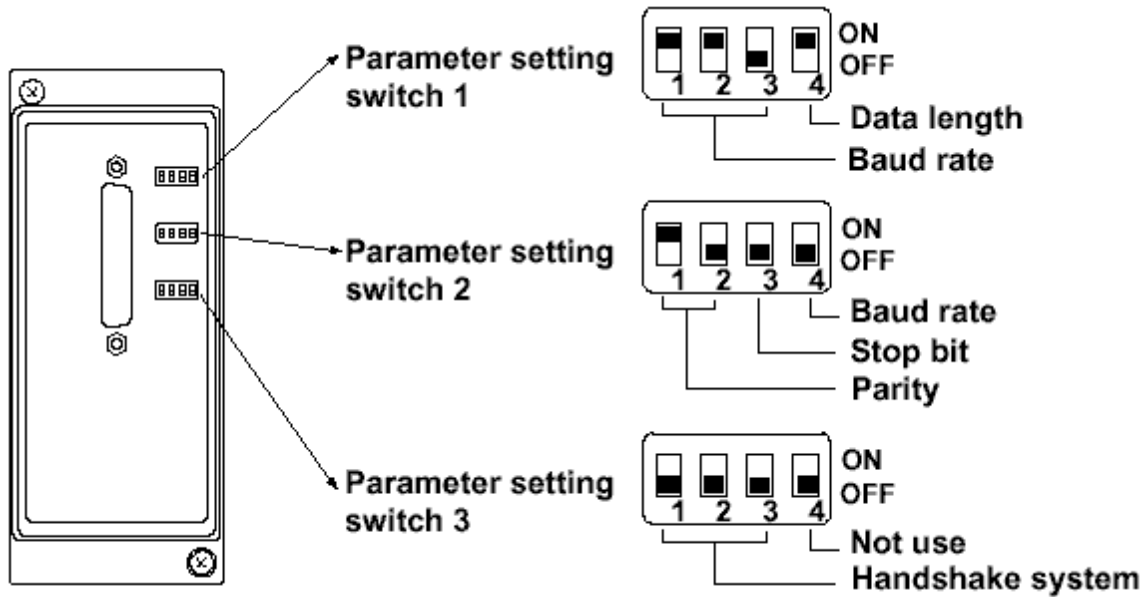 Parameter setting
switch 1
ON
OFF
1 2 3 4
Data length
Baud rate
Parameter setting
switch 2
ON
OFF
1 2 3 4
Baud rate
Stop bit
Parity
Parameter setting
switch 3
ON
OFF
1 2 3 4
Not use
Handshake system